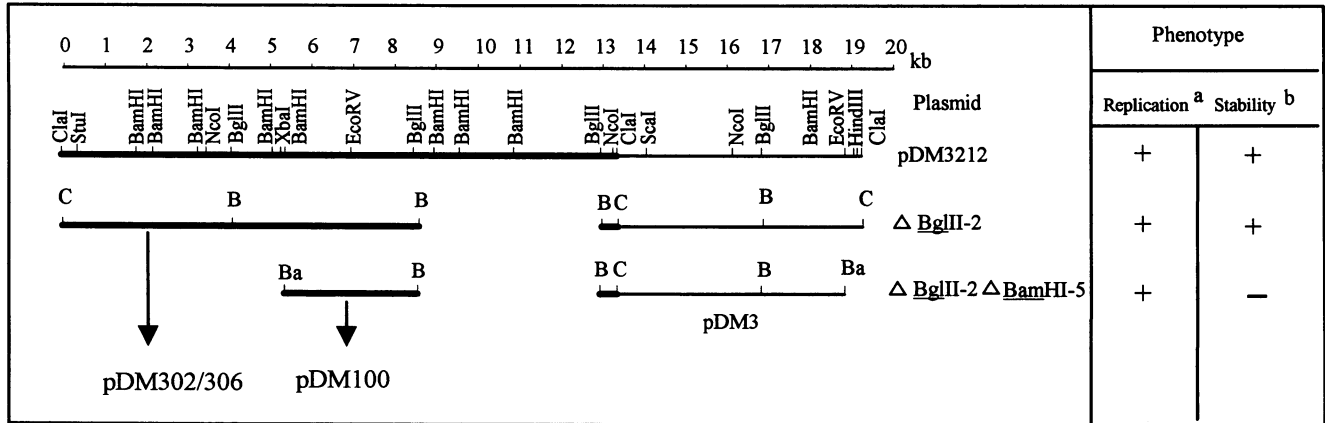 0 1 2 3 4 5 6 7 8 9 10 11 12 13 14 15 16 17 18 19 20
kb
Phenotype
Replication a Stability b
Plasmid
ClaI StuI BamHI BamHI BamHI NcoI BglII BamHI XbaI BamHI EcoRV BglII BamHI BamHI BamHI BglII NcoI ClaI ScaI NcoI BglII BamHI EcoRV HindIII ClaI
pDM3212 + +
C B B B C B C
△ BglII-2 + +
Ba B B C B Ba
△ BglII-2 △ BamHI-5 + −
pDM3
pDM302/306 pDM100